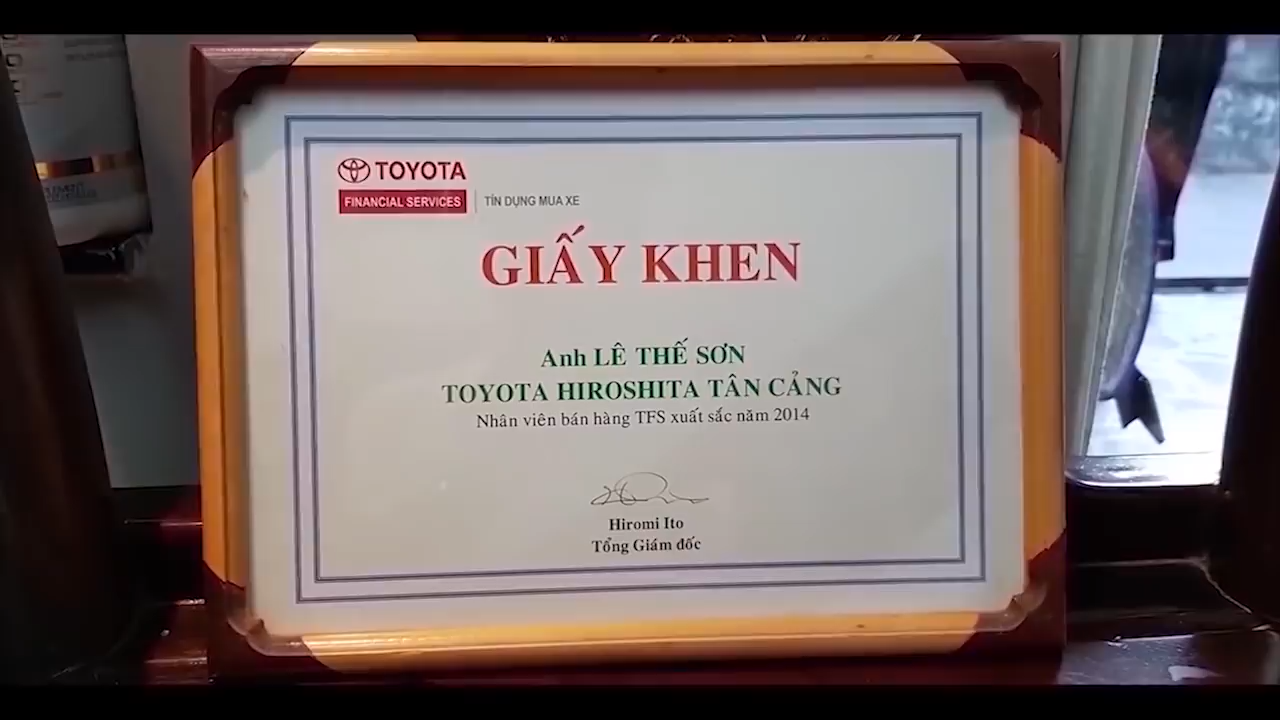 TOYOTA
FINANCIAL SERVICES TÍN DỤNG MUA XE
GIẤY KHEN
Anh LÊ THẾ SƠN
TOYOTA HIROSHITA TÂN CẢNG
Nhân viên bán hàng TFS xuất sắc năm 2014
Hiromi Ito
Tổng Giám đốc